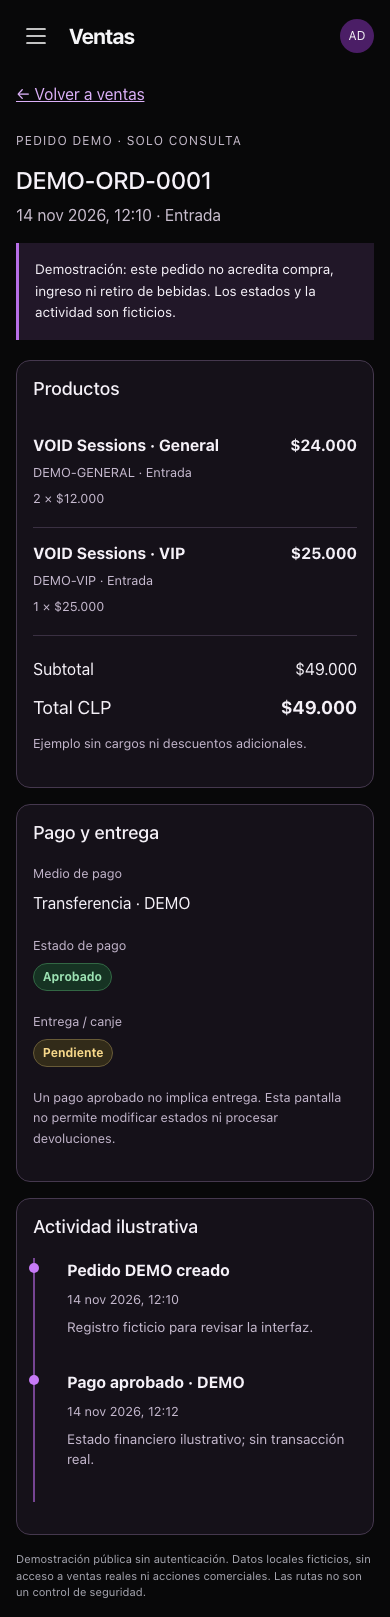 Ventas
AD
← Volver a ventas
PEDIDO DEMO · SOLO CONSULTA
DEMO-ORD-0001
14 nov 2026, 12:10 · Entrada
Demostración: este pedido no acredita compra,
ingreso ni retiro de bebidas. Los estados y la
actividad son ficticios.
Productos
VOID Sessions · General $24.000
DEMO-GENERAL · Entrada
2 × $12.000
VOID Sessions · VIP $25.000
DEMO-VIP · Entrada
1 × $25.000
Subtotal $49.000
Total CLP $49.000
Ejemplo sin cargos ni descuentos adicionales.
Pago y entrega
Medio de pago
Transferencia · DEMO
Estado de pago
Aprobado
Entrega / canje
Pendiente
Un pago aprobado no implica entrega. Esta pantalla
no permite modificar estados ni procesar
devoluciones.
Actividad ilustrativa
Pedido DEMO creado
14 nov 2026, 12:10
Registro ficticio para revisar la interfaz.
Pago aprobado · DEMO
14 nov 2026, 12:12
Estado financiero ilustrativo; sin transacción
real.
Demostración pública sin autenticación. Datos locales ficticios, sin
acceso a ventas reales ni acciones comerciales. Las rutas no son
un control de seguridad.